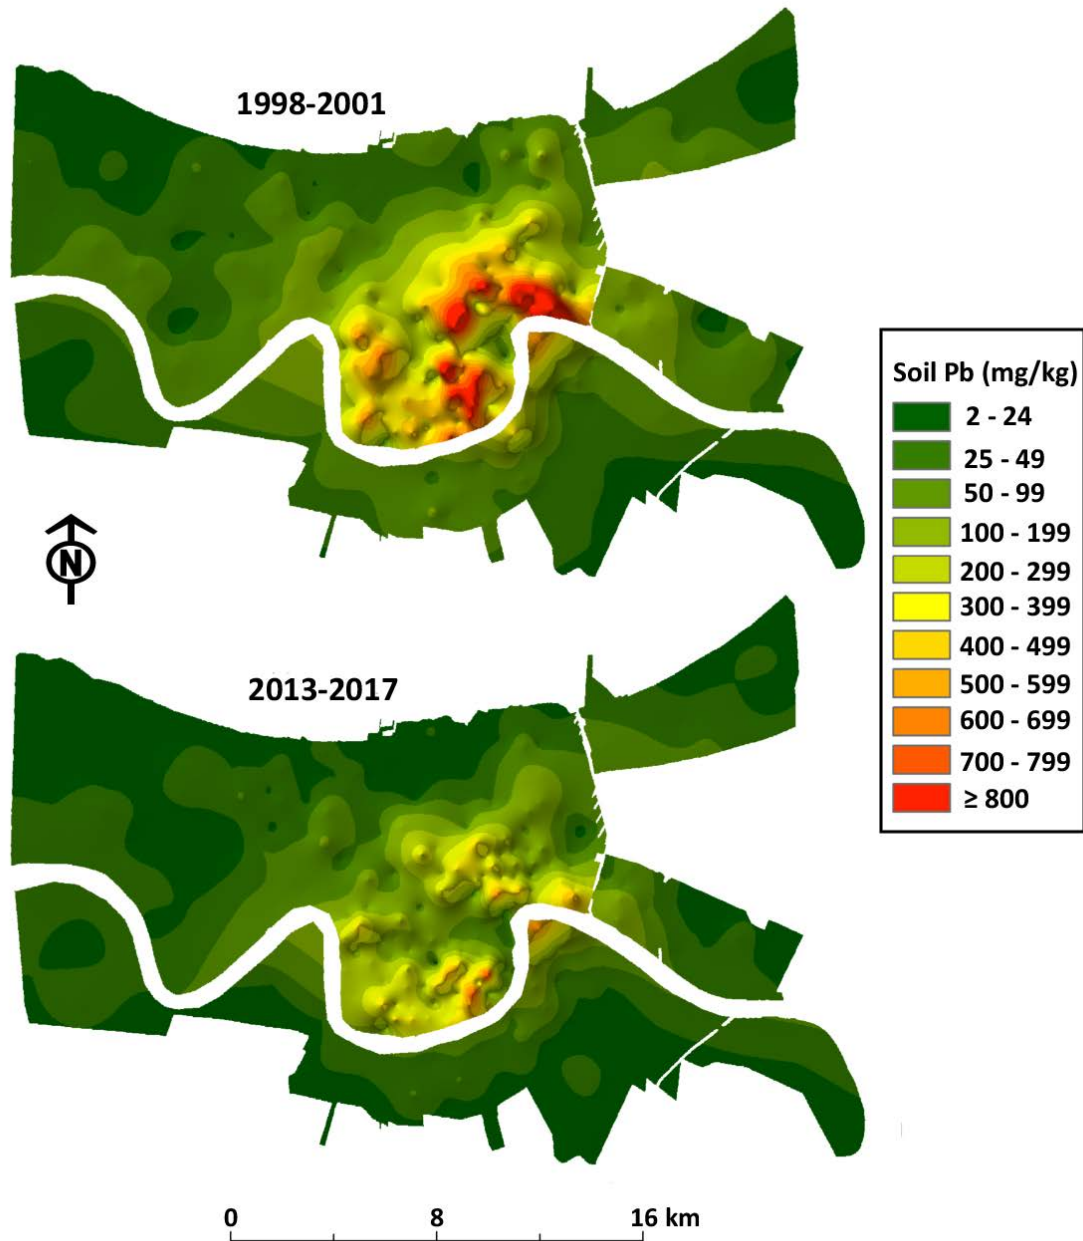 1998-2001
Soil Pb (mg/kg)
2 - 24
25 - 49
50 - 99
100 - 199
200 - 299
300 - 399
400 - 499
500 - 599
600 - 699
700 - 799
≥ 800
N
2013-2017
0 8 16 km